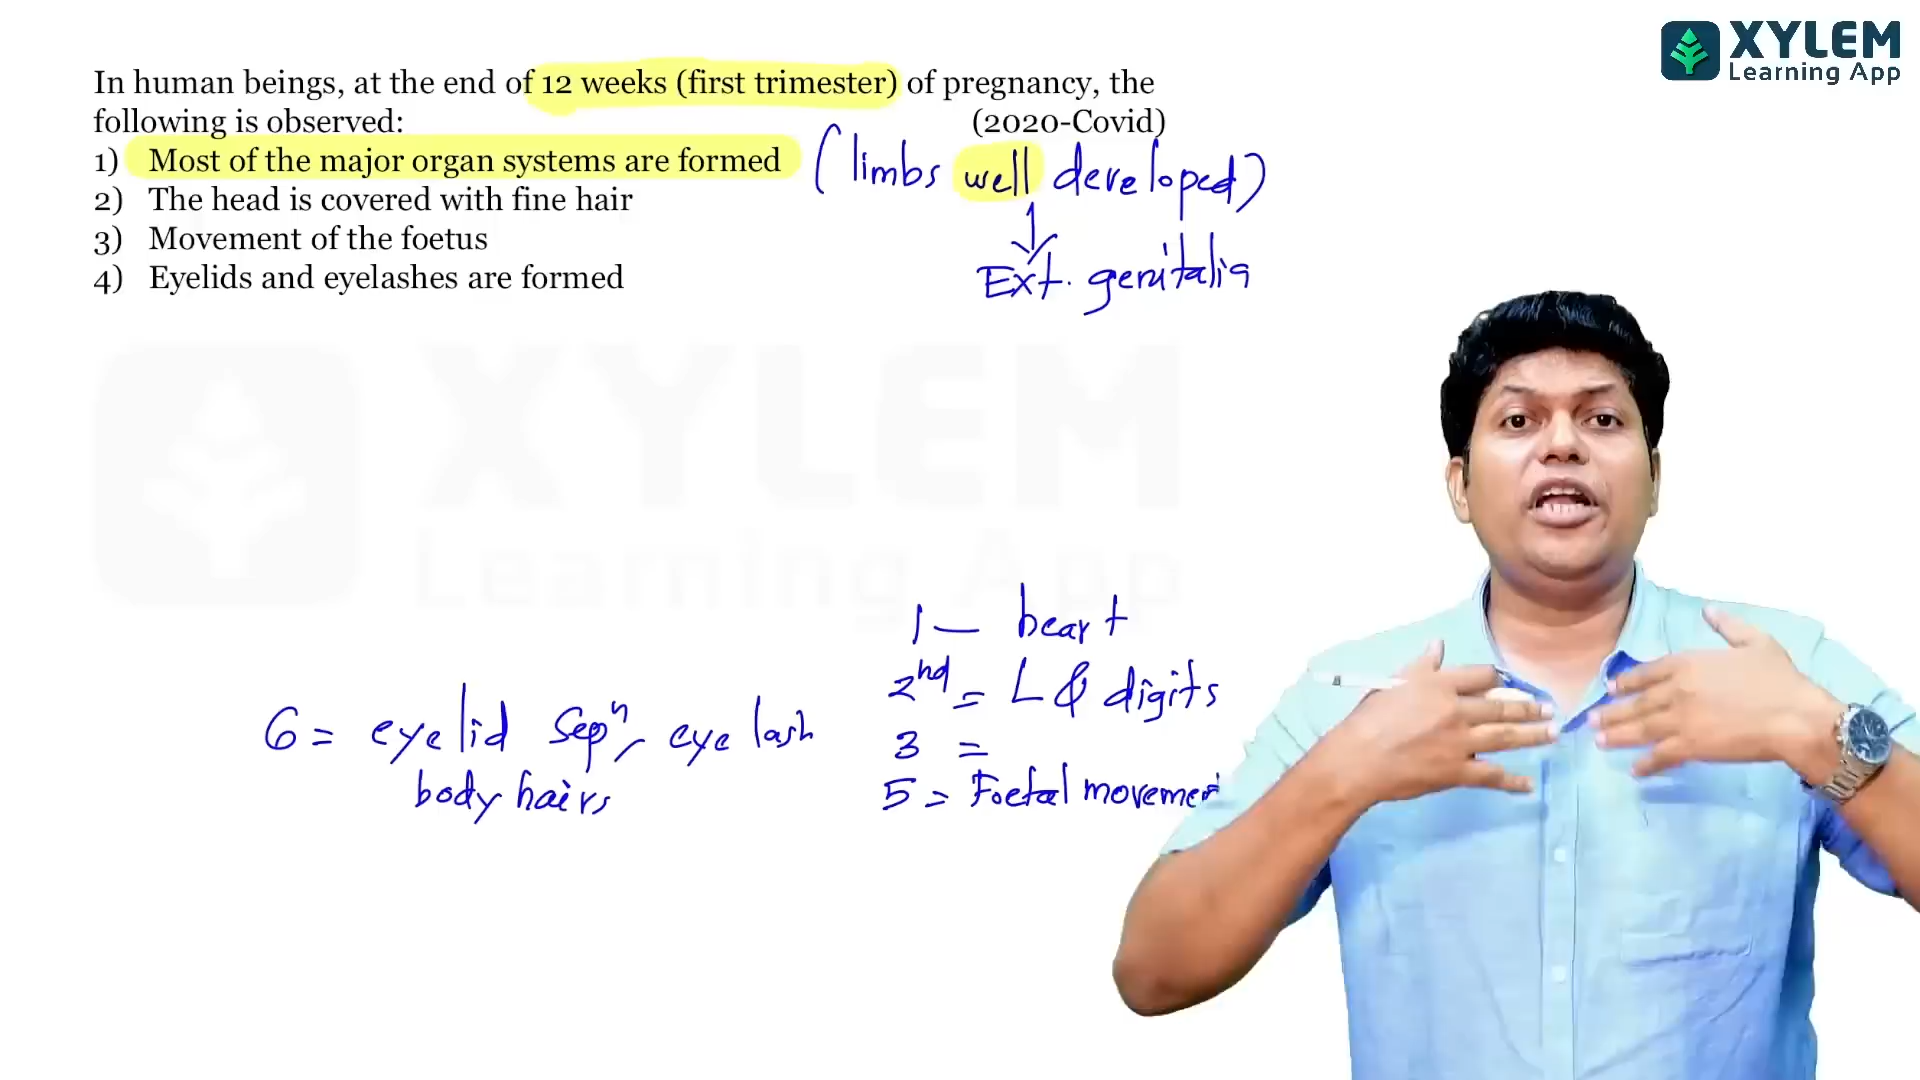 XYLEM
Learning App
In human beings, at the end of 12 weeks (first trimester) of pregnancy, the
following is observed: (2020-Covid)
1) Most of the major organ systems are formed (limbs well developed)
2) The head is covered with fine hair
3) Movement of the foetus
4) Eyelids and eyelashes are formed
Ext. genitalia
XYLEM
Learning App
1 — heart
2nd = L & digits
3 =
5 = Foetal movement
6 = eyelid Sepn, eye lash
body hairs